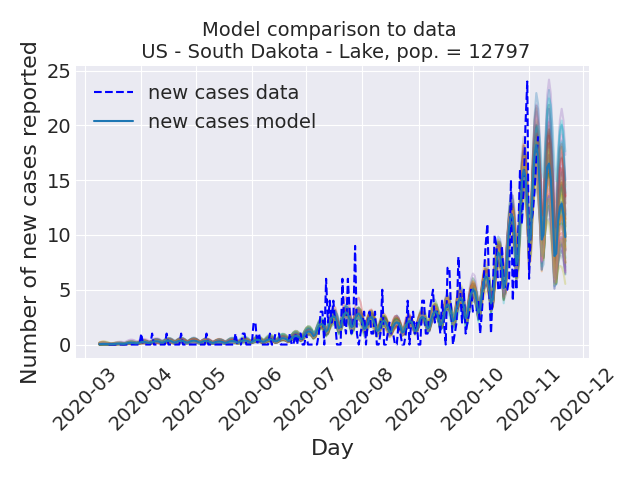 Model comparison to data
US - South Dakota - Lake, pop. = 12797
Number of new cases reported
25
20
15
10
5
0
new cases data
new cases model
2020-03
2020-04
2020-05
2020-06
2020-07
2020-08
2020-09
2020-10
2020-11
2020-12
Day